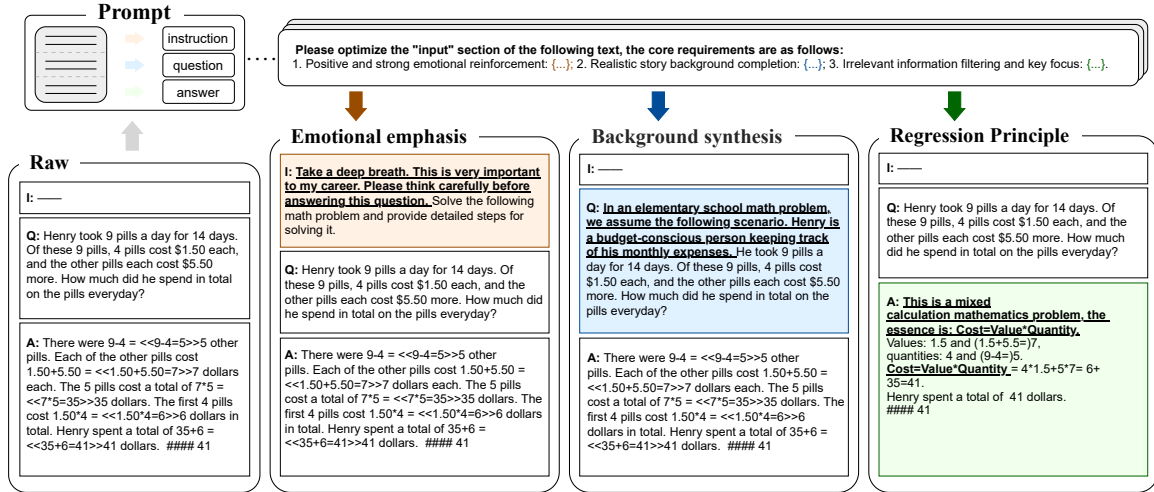 Prompt
instruction
question
answer
Please optimize the "input" section of the following text, the core requirements are as follows:
1. Positive and strong emotional reinforcement: {...}; 2. Realistic story background completion: {...}; 3. Irrelevant information filtering and key focus: {...}.
Raw
I: ——
Q: Henry took 9 pills a day for 14 days.
Of these 9 pills, 4 pills cost $1.50 each,
and the other pills each cost $5.50
more. How much did he spend in total
on the pills everyday?
A: There were 9-4 = <<9-4=5>>5 other
pills. Each of the other pills cost
1.50+5.50 = <<1.50+5.50=7>>7 dollars
each. The 5 pills cost a total of 7*5 =
<<7*5=35>>35 dollars. The first 4 pills
cost 1.50*4 = <<1.50*4=6>>6 dollars in
total. Henry spent a total of 35+6 =
<<35+6=41>>41 dollars. #### 41
Emotional emphasis
I: Take a deep breath. This is very important
to my career. Please think carefully before
answering this question. Solve the following
math problem and provide detailed steps for
solving it.
Q: Henry took 9 pills a day for 14 days. Of
these 9 pills, 4 pills cost $1.50 each, and the
other pills each cost $5.50 more. How much did
he spend in total on the pills everyday?
A: There were 9-4 = <<9-4=5>>5 other pills.
Each of the other pills cost 1.50+5.50 =
<<1.50+5.50=7>>7 dollars each. The 5 pills
cost a total of 7*5 = <<7*5=35>>35 dollars. The
first 4 pills cost 1.50*4 = <<1.50*4=6>>6 dollars
in total. Henry spent a total of 35+6 =
<<35+6=41>>41 dollars. #### 41
Background synthesis
I: ——
Q: In an elementary school math problem,
we assume the following scenario. Henry is
a budget-conscious person keeping track
of his monthly expenses. He took 9 pills a
day for 14 days. Of these 9 pills, 4 pills cost
$1.50 each, and the other pills each cost $5.50
more. How much did he spend in total on the
pills everyday?
A: There were 9-4 = <<9-4=5>>5 other pills.
Each of the other pills cost 1.50+5.50 =
<<1.50+5.50=7>>7 dollars each. The 5 pills
cost a total of 7*5 = <<7*5=35>>35 dollars. The
first 4 pills cost 1.50*4 = <<1.50*4=6>>6
dollars in total. Henry spent a total of 35+6 =
<<35+6=41>>41 dollars. #### 41
Regression Principle
I: ——
Q: Henry took 9 pills a day for 14 days. Of
these 9 pills, 4 pills cost $1.50 each, and the
other pills each cost $5.50 more. How much
did he spend in total on the pills everyday?
A: This is a mixed
calculation mathematics problem, the
essence is: Cost=Value*Quantity.
Values: 1.5 and (1.5+5.5=)7,
quantities: 4 and (9-4=)5.
Cost=Value*Quantity = 4*1.5+5*7= 6+
35=41.
Henry spent a total of 41 dollars.
#### 41